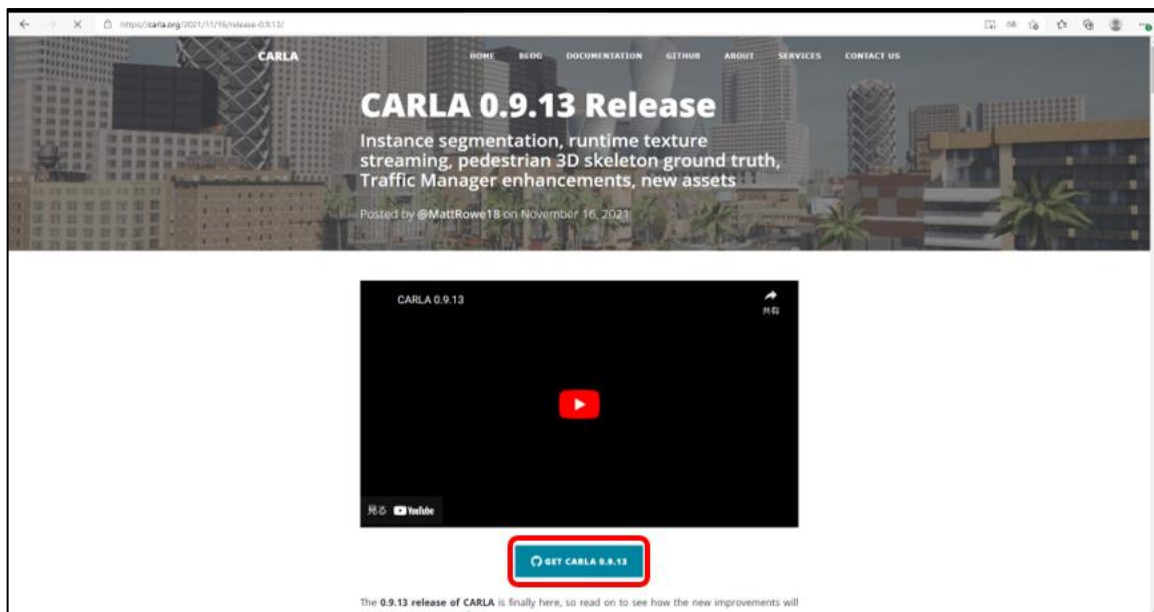 https://carla.org/2021/11/16/release-0.9.13/
CARLA
HOME BLOG DOCUMENTATION GITHUB ABOUT SERVICES CONTACT US
CARLA 0.9.13 Release
Instance segmentation, runtime texture
streaming, pedestrian 3D skeleton ground truth,
Traffic Manager enhancements, new assets
Posted by @MattRowe18 on November 16, 2021
CARLA 0.9.13
共有
見る YouTube
GET CARLA 0.9.13
The 0.9.13 release of CARLA is finally here, so read on to see how the new improvements will